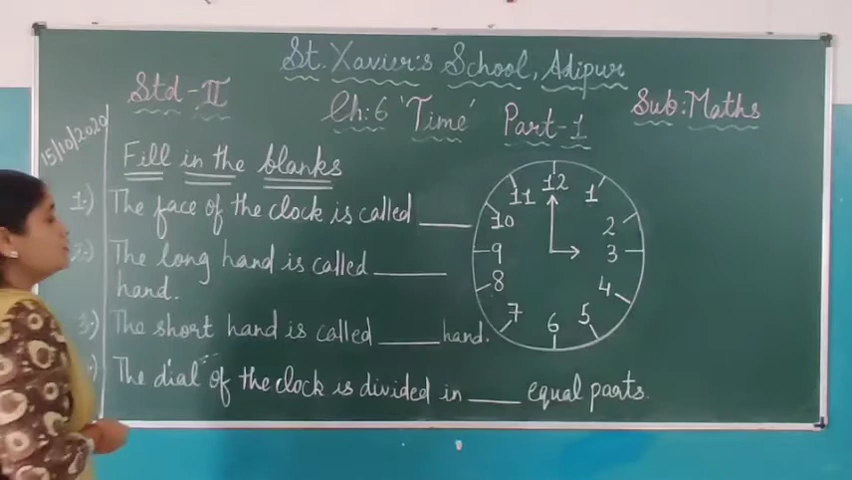 St. Xavier's School, Adipur
Std-II
Ch:6 'Time' Part-1
Sub:Maths
15/10/2020
Fill in the blanks
1.) The face of the clock is called ____
2.) The long hand is called ____
hand.
3.) The short hand is called ____ hand.
The dial of the clock is divided in ____ equal parts.
12
11 1
10 2
9 3
8 4
7 5
6